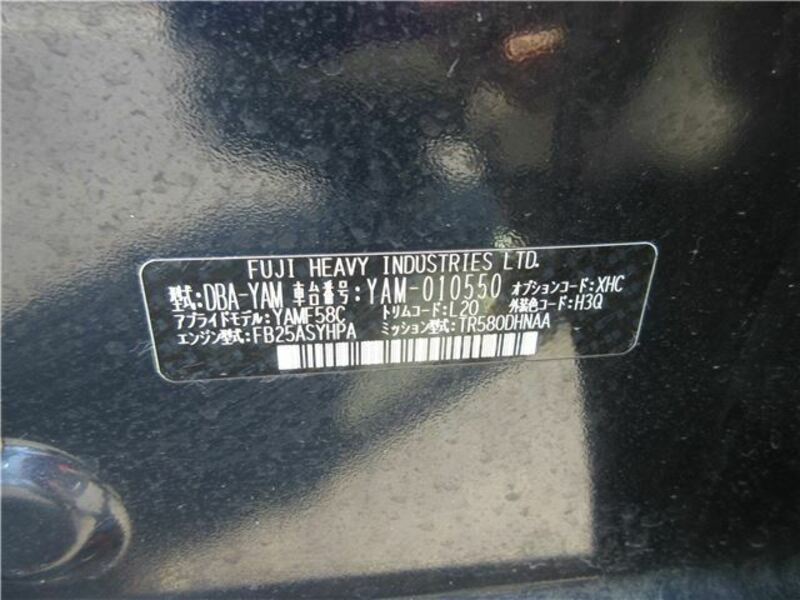 FUJI HEAVY INDUSTRIES LTD.
型式:DBA-YAM 車台番号:YAM-010550 オプションコード:XHC
アプライドモデル:YAMF58C トリムコード:L20 外装色コード:H3Q
エンジン型式:FB25ASYHPA ミッション型式:TR580DHNAA